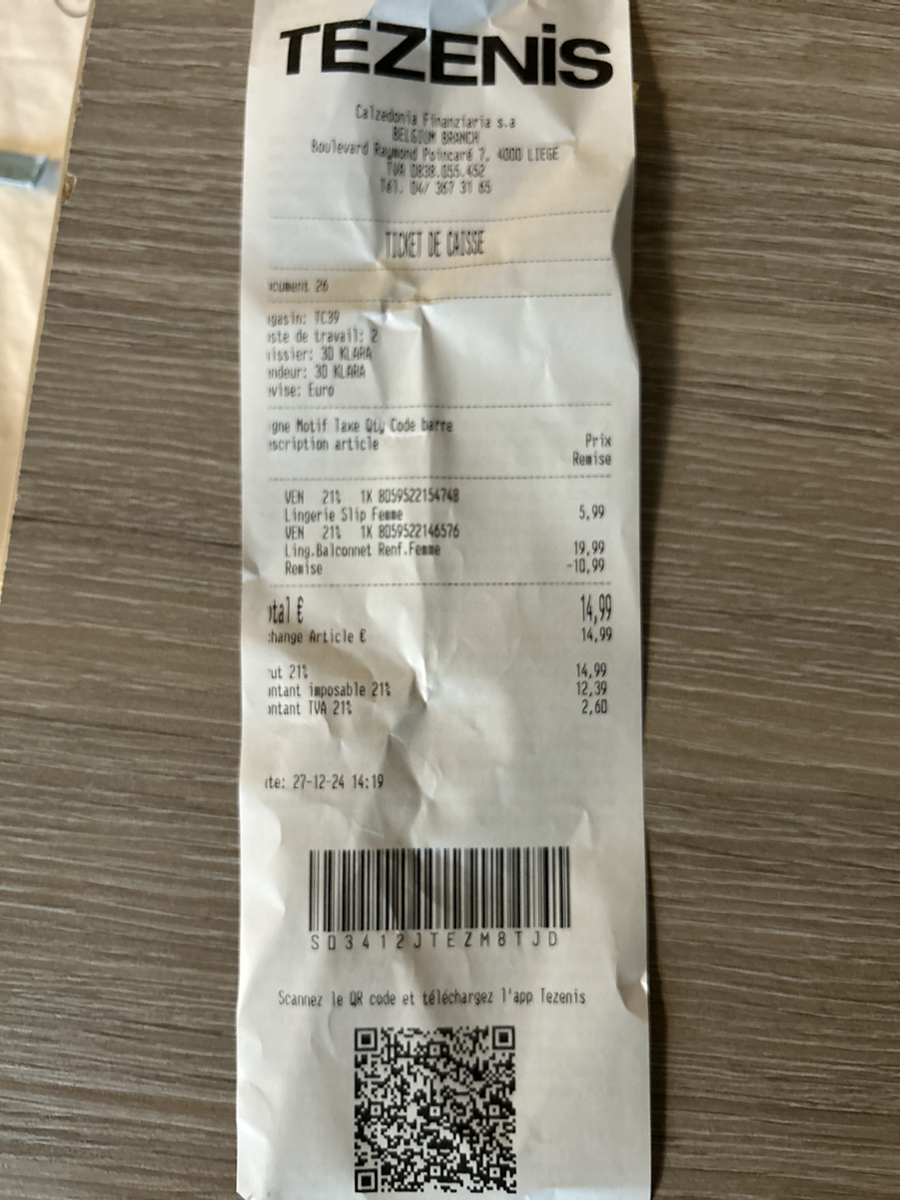 TEZENIS
Calzedonia Finanziaria s.a
BELGIUM BRANCH
Boulevard Raymond Poincaré 7, 4000 LIEGE
TVA 0838.055.452
Tél. 04/ 367 31 65
TICKET DE CAISSE
ocument 26
gasin: TC39
ste de travail: 2
issier: 3D KLARA
ndeur: 3D KLARA
evise: Euro
gne Motif Taxe Qty Code barre
escription article Prix
Remise
VEN 21% 1X 8059522154748
Lingerie Slip Femme 5,99
VEN 21% 1X 8059522146576
Ling.Balconnet Renf.Femme 19,99
Remise -10,99
otal € 14,99
change Article € 14,99
ut 21% 14,99
ontant imposable 21% 12,39
ontant TVA 21% 2,60
te: 27-12-24 14:19
S03412JTEZM8TJD
Scannez le QR code et téléchargez l'app Tezenis